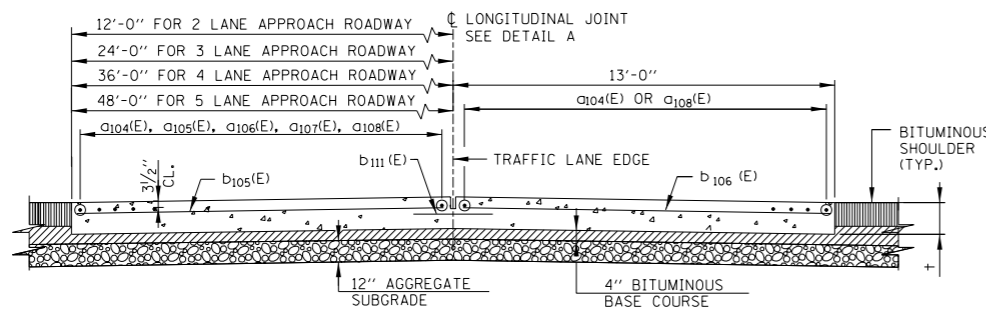 12'-0" FOR 2 LANE APPROACH ROADWAY
24'-0" FOR 3 LANE APPROACH ROADWAY
36'-0" FOR 4 LANE APPROACH ROADWAY
48'-0" FOR 5 LANE APPROACH ROADWAY
℄ LONGITUDINAL JOINT
SEE DETAIL A
13'-0"
a104(E), a105(E), a106(E), a107(E), a108(E)
a104(E) OR a108(E)
BITUMINOUS
SHOULDER
(TYP.)
3½"
CL.
b105(E)
b111(E)
TRAFFIC LANE EDGE
b106(E)
t
12" AGGREGATE
SUBGRADE
4" BITUMINOUS
BASE COURSE